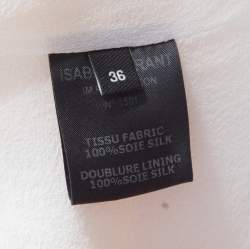 ISAB
RANT
36
TISSU FABRIC
100%SOIE SILK
DOUBLURE LINING
100%SOIE SILK